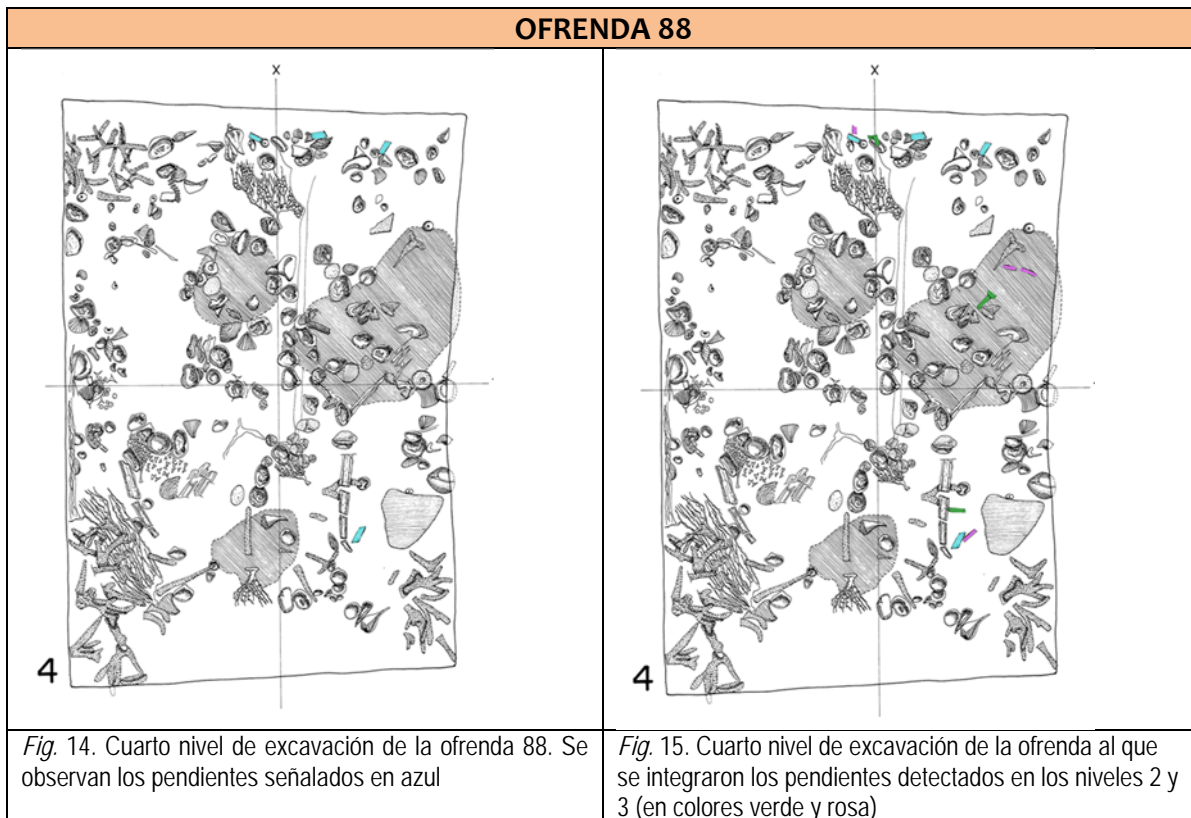 OFRENDA 88
x
4
Fig. 14. Cuarto nivel de excavación de la ofrenda 88. Se
observan los pendientes señalados en azul
x
4
Fig. 15. Cuarto nivel de excavación de la ofrenda al que
se integraron los pendientes detectados en los niveles 2 y
3 (en colores verde y rosa)